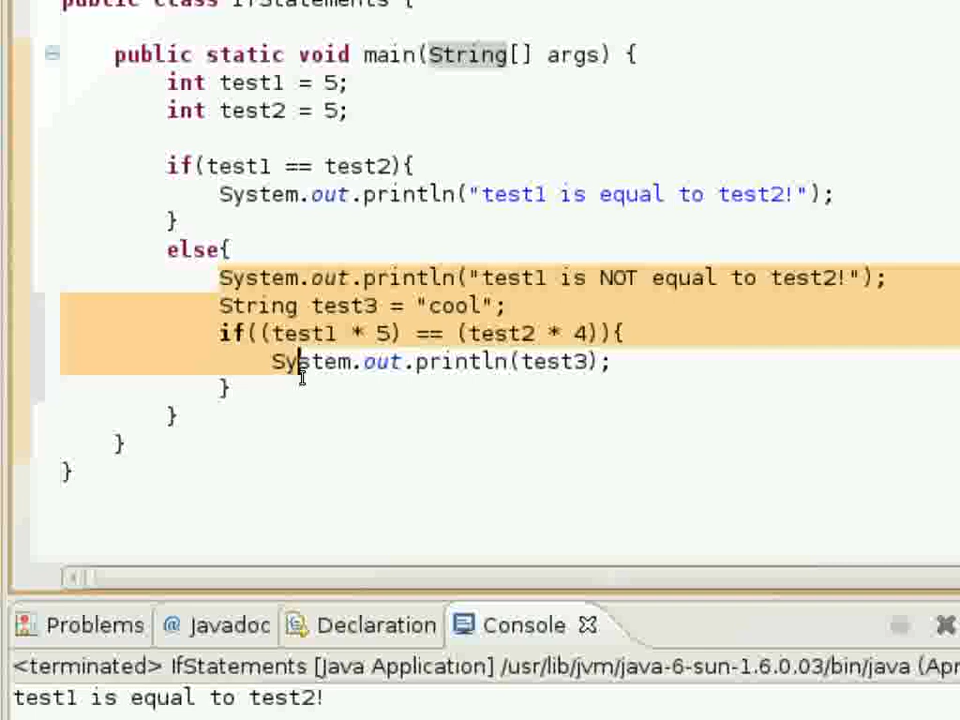 public class IfStatements {
public static void main(String[] args) {
int test1 = 5;
int test2 = 5;
if(test1 == test2){
System.out.println("test1 is equal to test2!");
}
else{
System.out.println("test1 is NOT equal to test2!");
String test3 = "cool";
if((test1 * 5) == (test2 * 4)){
System.out.println(test3);
}
}
}
}
Problems @ Javadoc Declaration Console
<terminated> IfStatements [Java Application] /usr/lib/jvm/java-6-sun-1.6.0.03/bin/java (Apr
test1 is equal to test2!